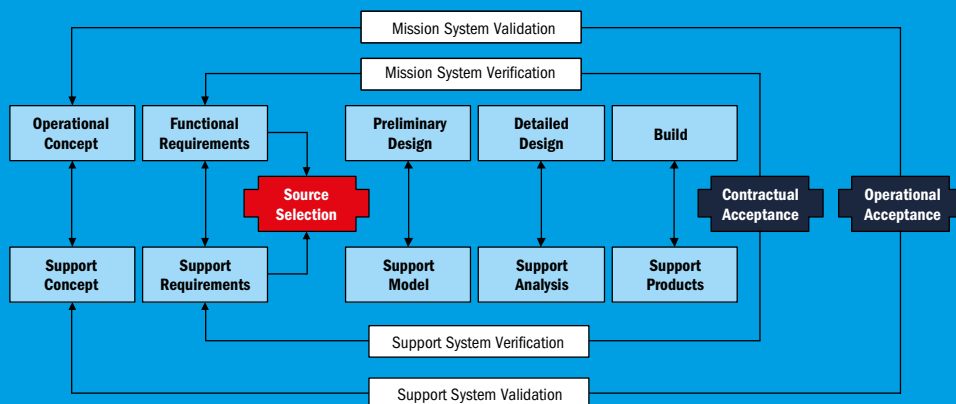 Mission System Validation
Mission System Verification
Operational
Concept
Functional
Requirements
Preliminary
Design
Detailed
Design
Build
Source
Selection
Contractual
Acceptance
Operational
Acceptance
Support
Concept
Support
Requirements
Support
Model
Support
Analysis
Support
Products
Support System Verification
Support System Validation